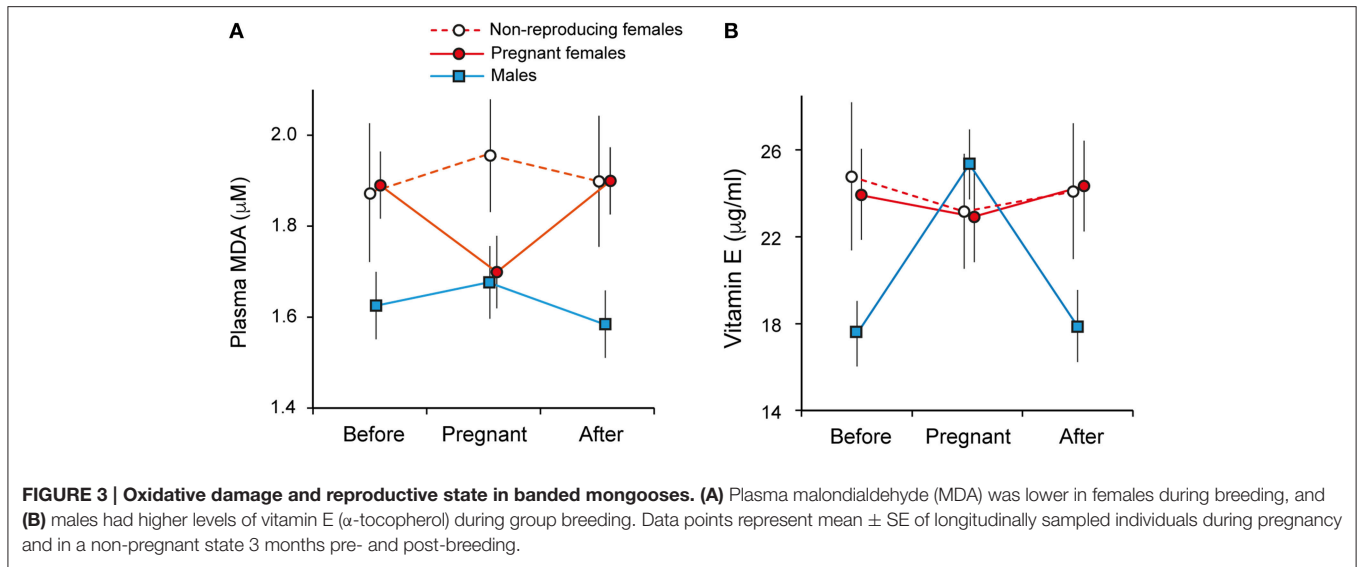 A
Non-reproducing females
Pregnant females
Males
B
Plasma MDA (μM)
2.0
1.8
1.6
1.4
Before
Pregnant
After
Vitamin E (μg/ml)
26
22
18
14
Before
Pregnant
After
FIGURE 3 | Oxidative damage and reproductive state in banded mongooses. (A) Plasma malondialdehyde (MDA) was lower in females during breeding, and
(B) males had higher levels of vitamin E (α-tocopherol) during group breeding. Data points represent mean ± SE of longitudinally sampled individuals during pregnancy
and in a non-pregnant state 3 months pre- and post-breeding.